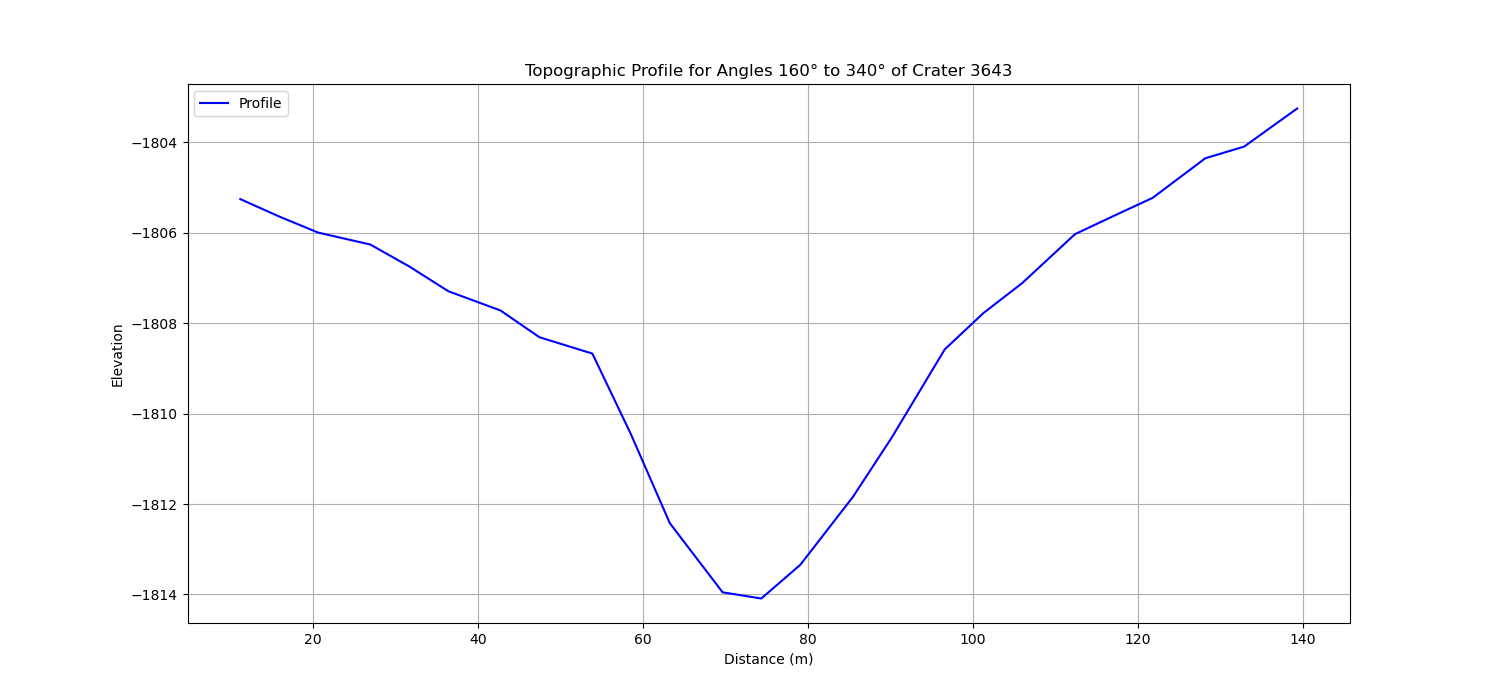 Topographic Profile for Angles 160° to 340° of Crater 3643
Profile
−1804
−1806
−1808
−1810
−1812
−1814
Elevation
20 40 60 80 100 120 140
Distance (m)